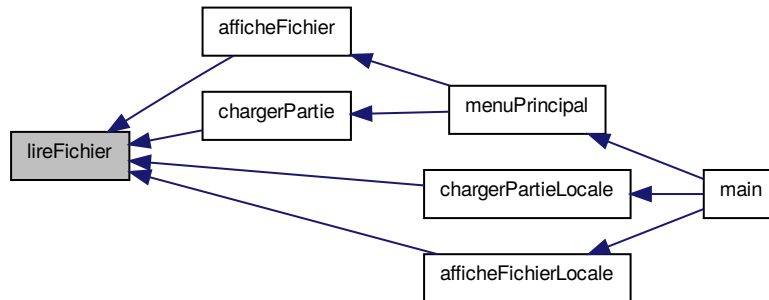 afficheFichier
chargerPartie
menuPrincipal
lireFichier
chargerPartieLocale
main
afficheFichierLocale